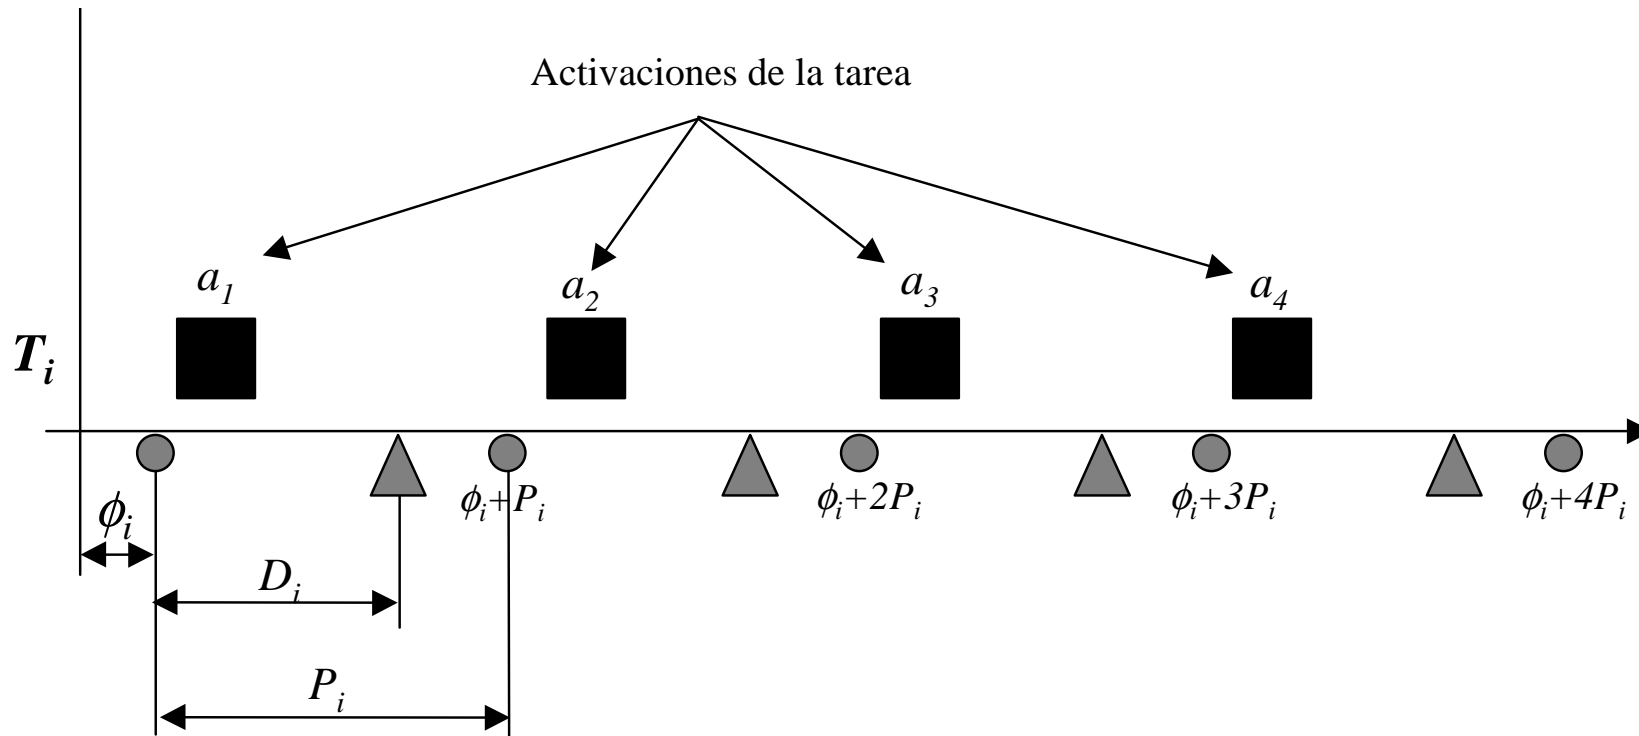 Activaciones de la tarea
a1 a2 a3 a4
Ti
ϕi+Pi ϕi+2Pi ϕi+3Pi ϕi+4Pi
ϕi
Di
Pi